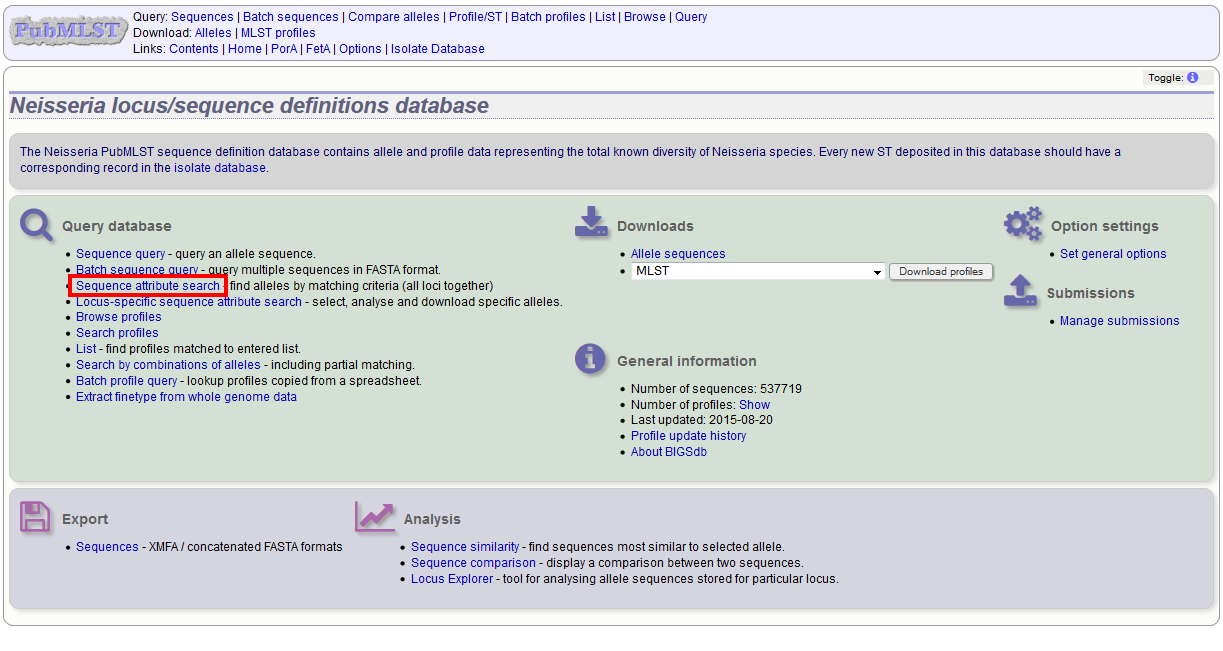 PubMLST
Query: Sequences | Batch sequences | Compare alleles | Profile/ST | Batch profiles | List | Browse | Query
Download: Alleles | MLST profiles
Links: Contents | Home | PorA | FetA | Options | Isolate Database
Toggle: i
Neisseria locus/sequence definitions database
The Neisseria PubMLST sequence definition database contains allele and profile data representing the total known diversity of Neisseria species. Every new ST deposited in this database should have a
corresponding record in the isolate database.
Query database
• Sequence query - query an allele sequence.
• Batch sequence query - query multiple sequences in FASTA format.
• Sequence attribute search - find alleles by matching criteria (all loci together)
• Locus-specific sequence attribute search - select, analyse and download specific alleles.
• Browse profiles
• Search profiles
• List - find profiles matched to entered list.
• Search by combinations of alleles - including partial matching.
• Batch profile query - lookup profiles copied from a spreadsheet.
• Extract finetype from whole genome data
Downloads
• Allele sequences
• MLST Download profiles
i General information
• Number of sequences: 537719
• Number of profiles: Show
• Last updated: 2015-08-20
• Profile update history
• About BIGSdb
Option settings
• Set general options
Submissions
• Manage submissions
Export
• Sequences - XMFA / concatenated FASTA formats
Analysis
• Sequence similarity - find sequences most similar to selected allele.
• Sequence comparison - display a comparison between two sequences.
• Locus Explorer - tool for analysing allele sequences stored for particular locus.